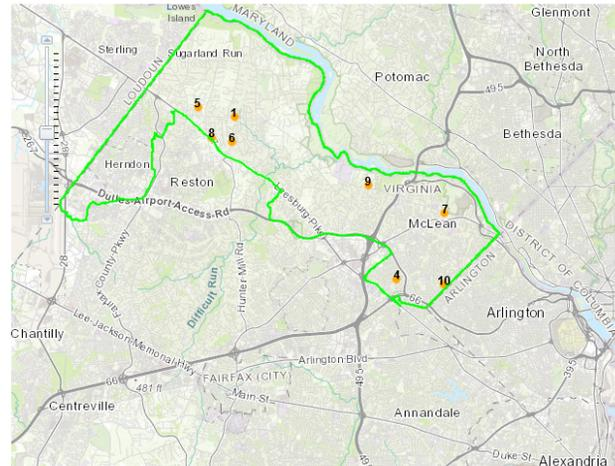 Lowes
Island
MARYLAND
Glenmont
Sterling
Sugarland Run
North
Bethesda
LOUDOUN
Potomac
495
5
1
Bethesda
267
8
6
Herndon
Reston
9
VIRGINIA
Leesburg-Pike
Dulles-Airport-Access-Rd
7
McLean
DISTRICT OF COLUMBIA
28
Fairfax
County-Pkwy
Hunter-Mill-Rd
Difficult Run
4
10
ARLINGTON
66
Arlington
Chantilly
Lee-Jackson-Memorial-Hwy
Arlington-Blvd
495
395
66
481 ft
FAIRFAX (CITY)
Main-St
Centreville
Annandale
Duke-St
Alexandria